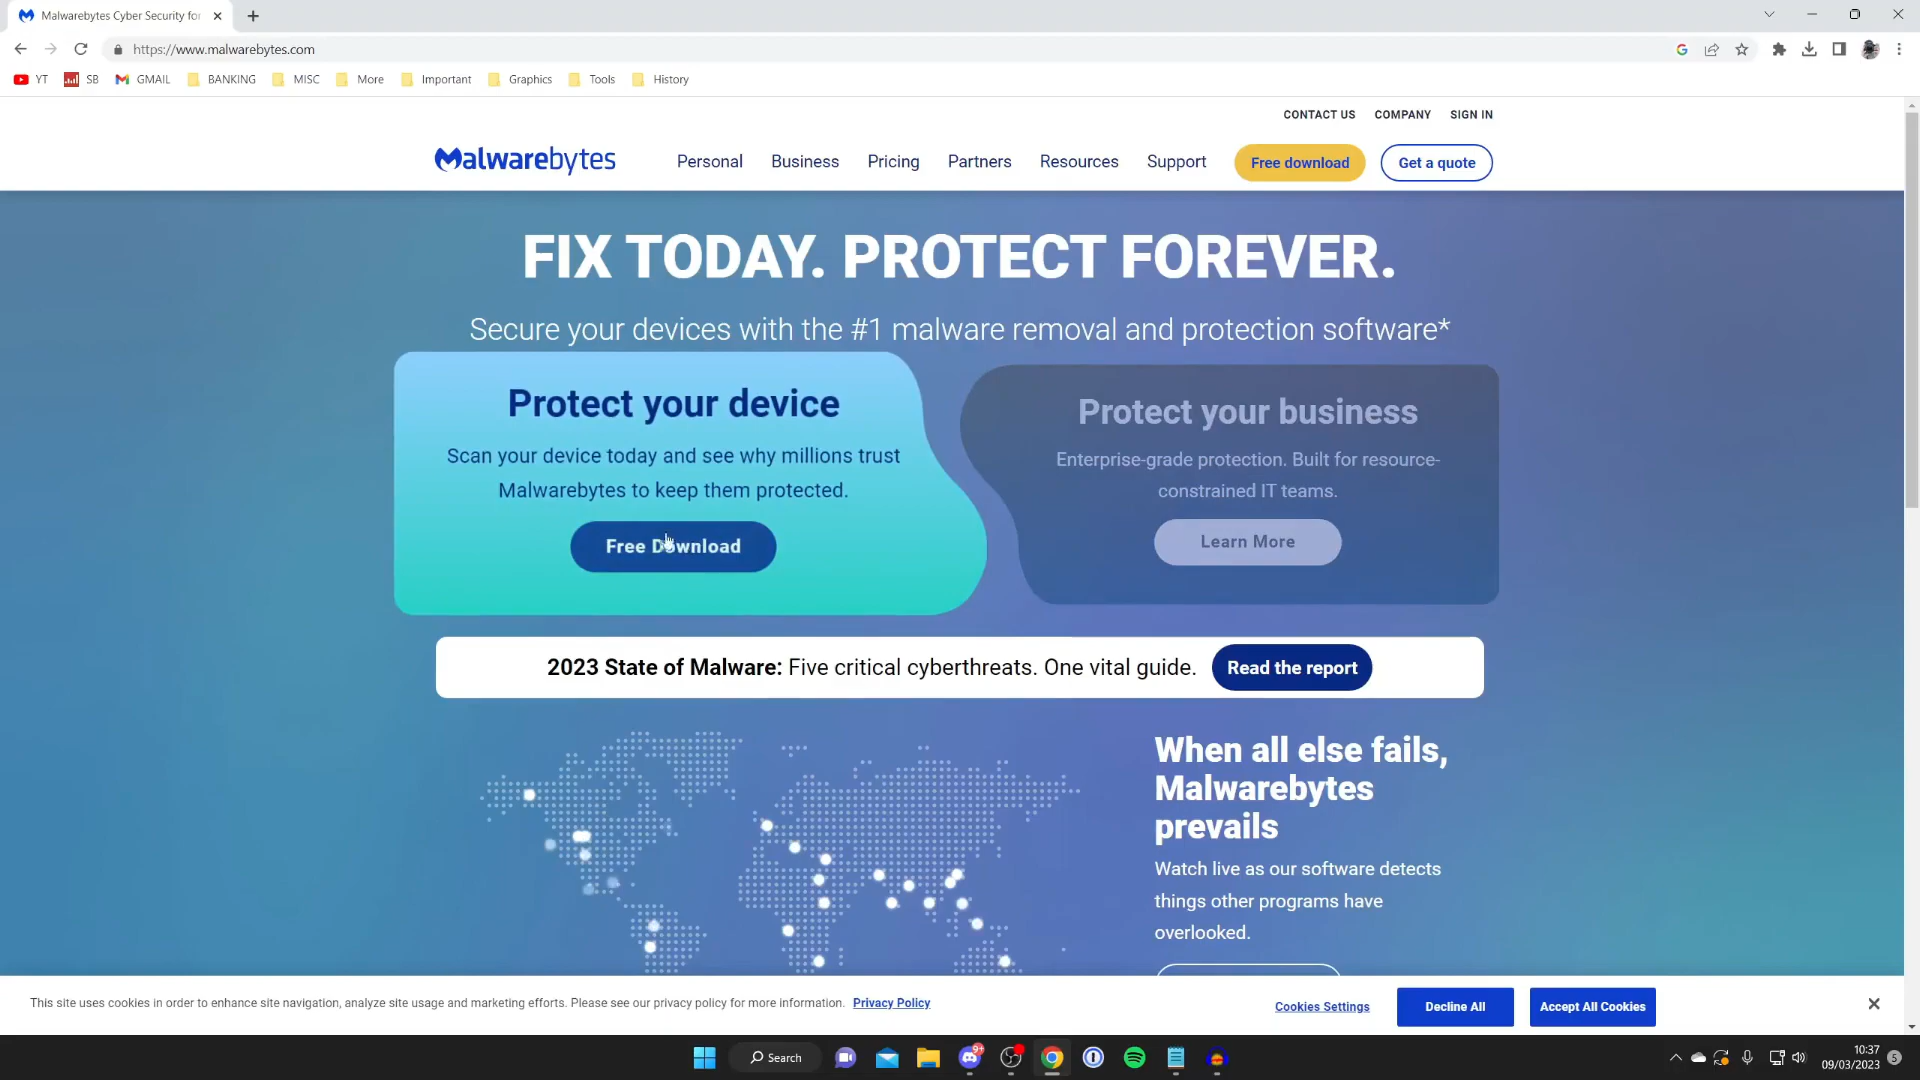 Malwarebytes Cyber Security for
https://www.malwarebytes.com
YT SB GMAIL BANKING MISC More Important Graphics Tools History
CONTACT US COMPANY SIGN IN
Malwarebytes Personal Business Pricing Partners Resources Support Free download Get a quote
FIX TODAY. PROTECT FOREVER.
Secure your devices with the #1 malware removal and protection software*
Protect your device
Scan your device today and see why millions trust
Malwarebytes to keep them protected.
Free Download
Protect your business
Enterprise-grade protection. Built for resource-
constrained IT teams.
Learn More
2023 State of Malware: Five critical cyberthreats. One vital guide. Read the report
When all else fails,
Malwarebytes
prevails
Watch live as our software detects
things other programs have
overlooked.
This site uses cookies in order to enhance site navigation, analyze site usage and marketing efforts. Please see our privacy policy for more information. Privacy Policy
Cookies Settings Decline All Accept All Cookies
Search
9+
10:37
09/03/2023
5